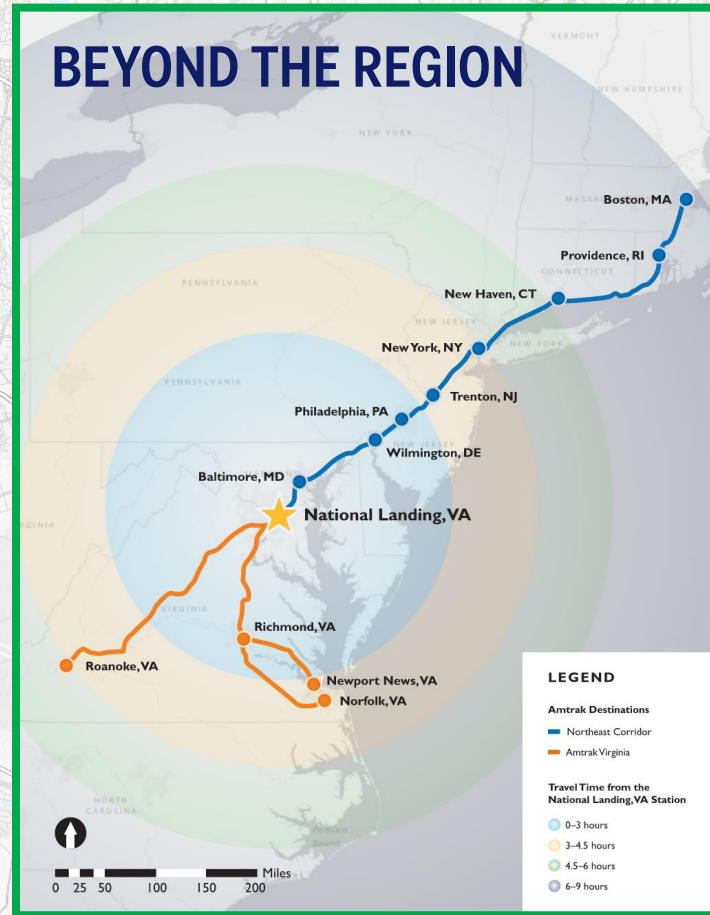 BEYOND THE REGION
VERMONT
NEW HAMPSHIRE
NEW YORK
MASSA
Boston, MA
Providence, RI
CONNECTICUT
New Haven, CT
PENNSYLVANIA
NEW JERSEY
New York, NY
NEW YORK
PENNSYLVANIA
Trenton, NJ
Philadelphia, PA
NEW JERSEY
Wilmington, DE
Baltimore, MD
National Landing, VA
RGINIA
VIRGINIA
Richmond, VA
Roanoke, VA
Newport News, VA
Norfolk, VA
NORTH
CAROLINA
Pamlico
Sound
Miles
0 25 50 100 150 200
LEGEND
Amtrak Destinations
Northeast Corridor
Amtrak Virginia
Travel Time from the
National Landing, VA Station
0–3 hours
3–4.5 hours
4.5–6 hours
6–9 hours